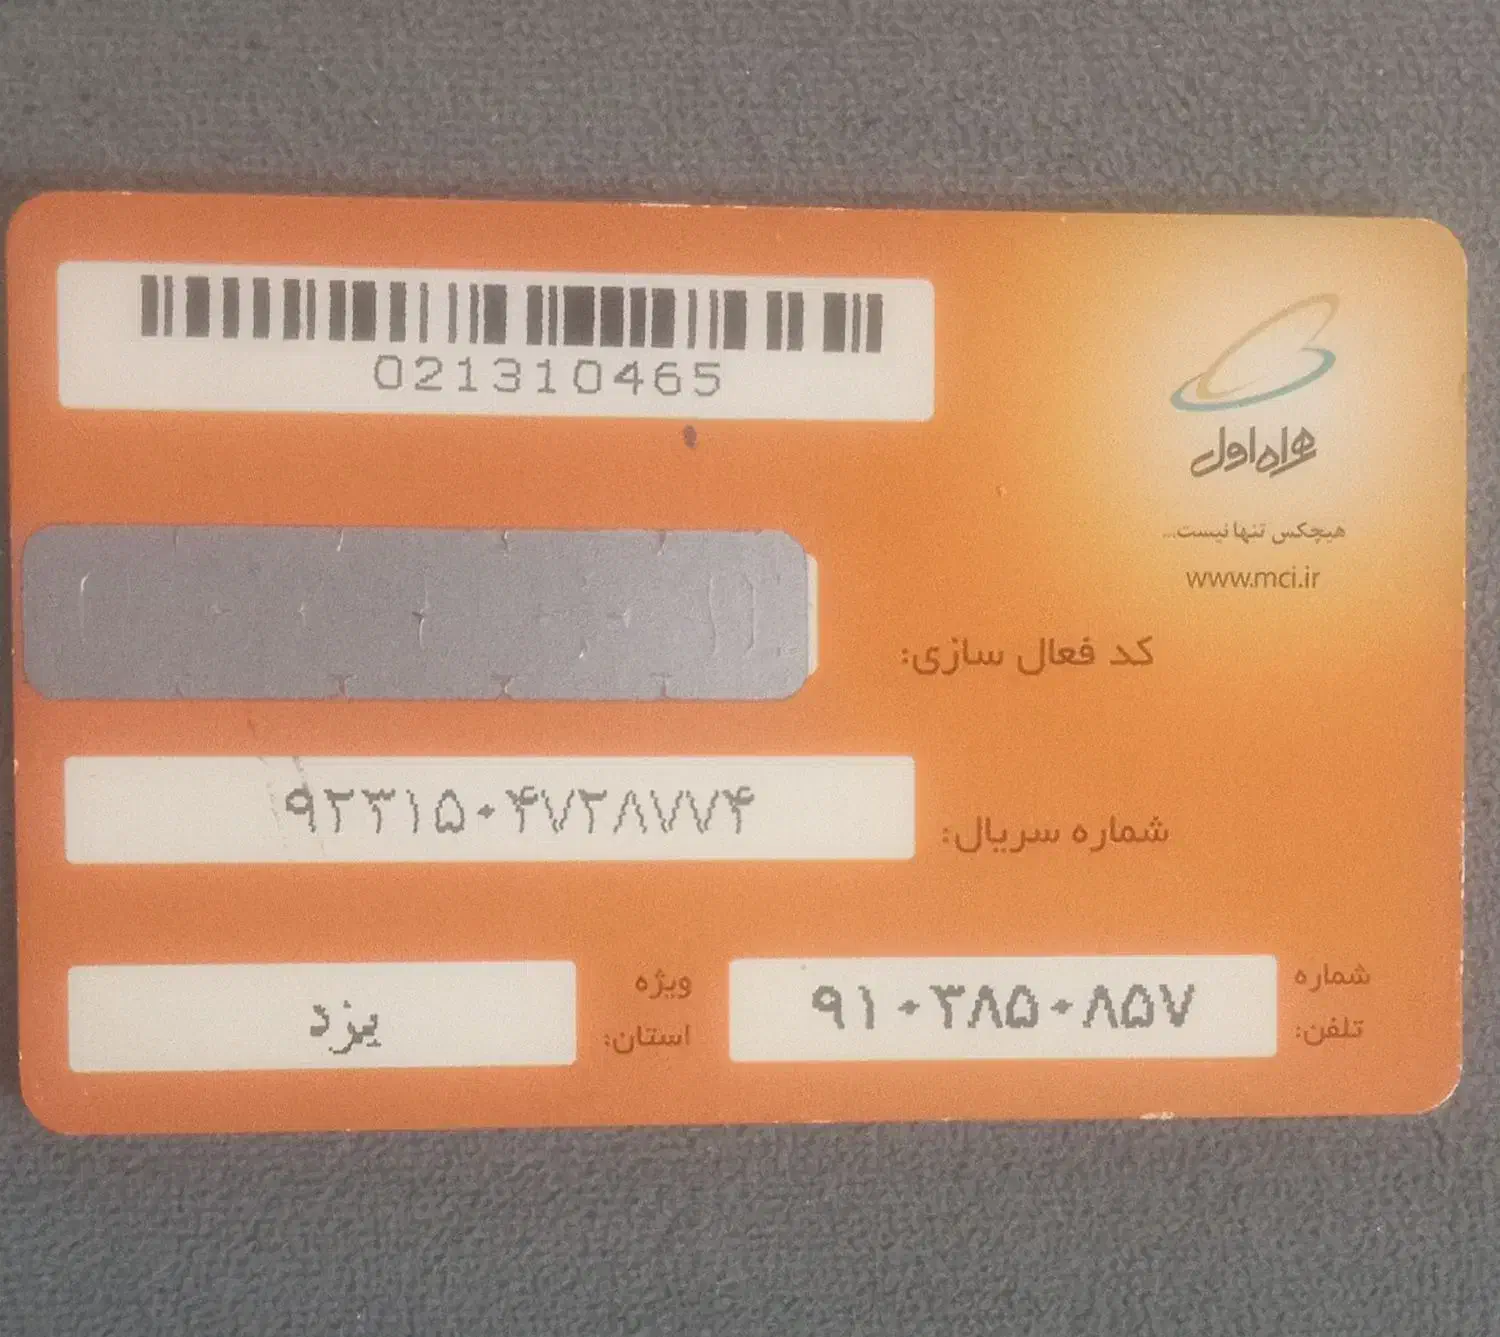 021310465
همراه اول
هیچکس تنها نیست...
www.mci.ir
کد فعال سازی:
شماره سریال: ۹۲۳۱۵۰۴۷۲۸۷۷۴
شماره تلفن: ۹۱۰۳۸۵۰۸۵۷
ویژه استان: یزد